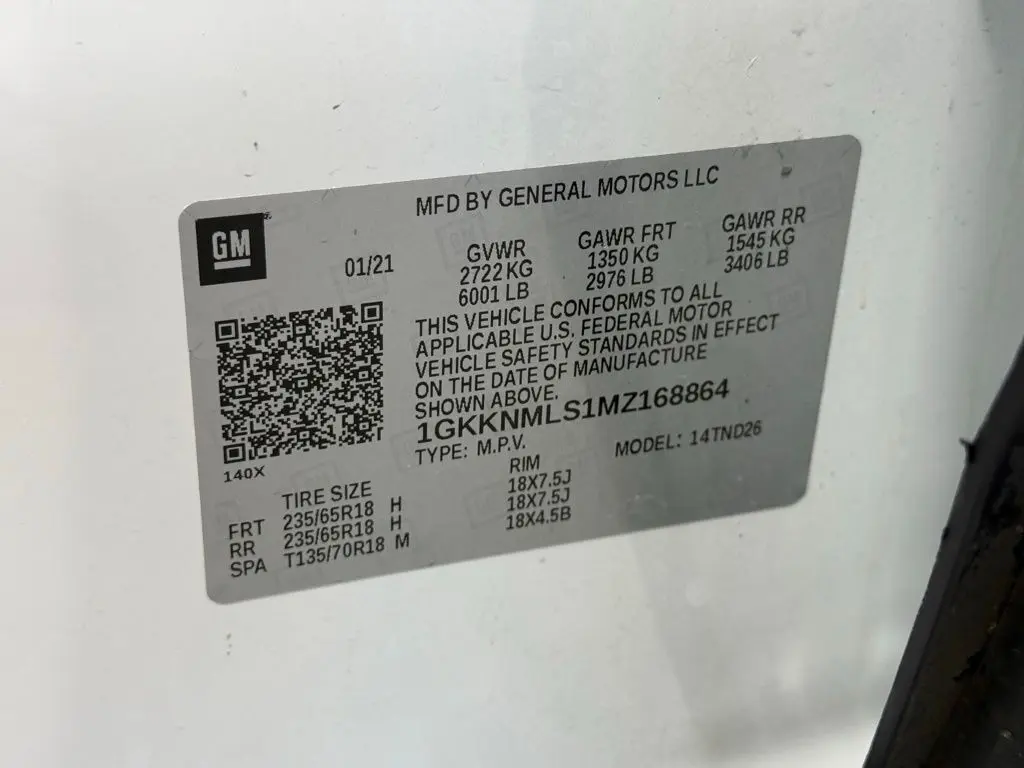 MFD BY GENERAL MOTORS LLC
GM
01/21
GVWR
2722 KG
6001 LB
GAWR FRT
1350 KG
2976 LB
GAWR RR
1545 KG
3406 LB
THIS VEHICLE CONFORMS TO ALL
APPLICABLE U.S. FEDERAL MOTOR
VEHICLE SAFETY STANDARDS IN EFFECT
ON THE DATE OF MANUFACTURE
SHOWN ABOVE.
1GKKNMLS1MZ168864
TYPE: M.P.V.
MODEL: 14TND26
140X
TIRE SIZE
RIM
FRT 235/65R18 H 18X7.5J
RR 235/65R18 H 18X7.5J
SPA T135/70R18 M 18X4.5B